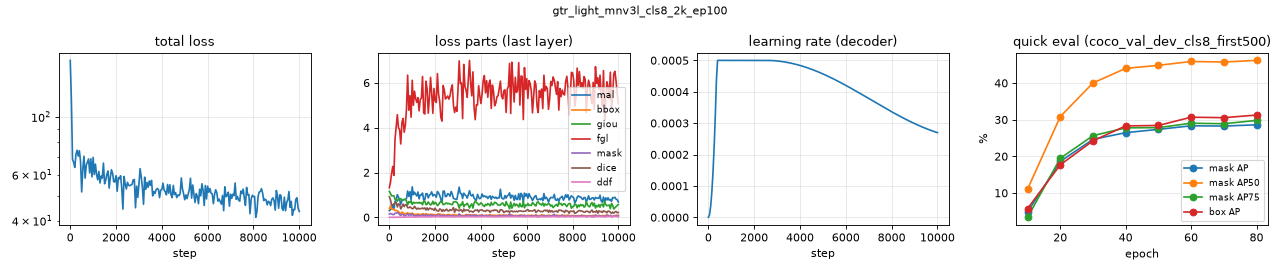 gtr_light_mnv3l_cls8_2k_ep100
total loss
10²
6 × 10¹
4 × 10¹
0 2000 4000 6000 8000 10000
step
loss parts (last layer)
6
4
2
0
mal
bbox
giou
fgl
mask
dice
ddf
0 2000 4000 6000 8000 10000
step
learning rate (decoder)
0.0005
0.0004
0.0003
0.0002
0.0001
0.0000
0 2000 4000 6000 8000 10000
step
quick eval (coco_val_dev_cls8_first500)
%
40
30
20
10
mask AP
mask AP50
mask AP75
box AP
20 40 60 80
epoch